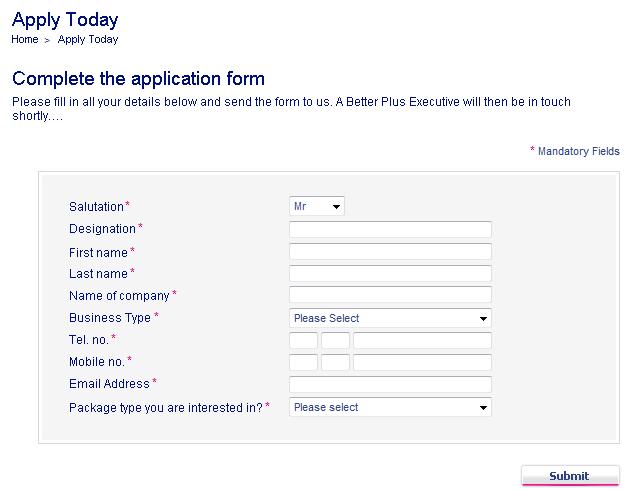 Apply Today
Home > Apply Today
Complete the application form
Please fill in all your details below and send the form to us. A Better Plus Executive will then be in touch
shortly....
* Mandatory Fields
Salutation* Mr
Designation*
First name*
Last name*
Name of company*
Business Type* Please Select
Tel. no.*
Mobile no.*
Email Address*
Package type you are interested in?* Please select
Submit